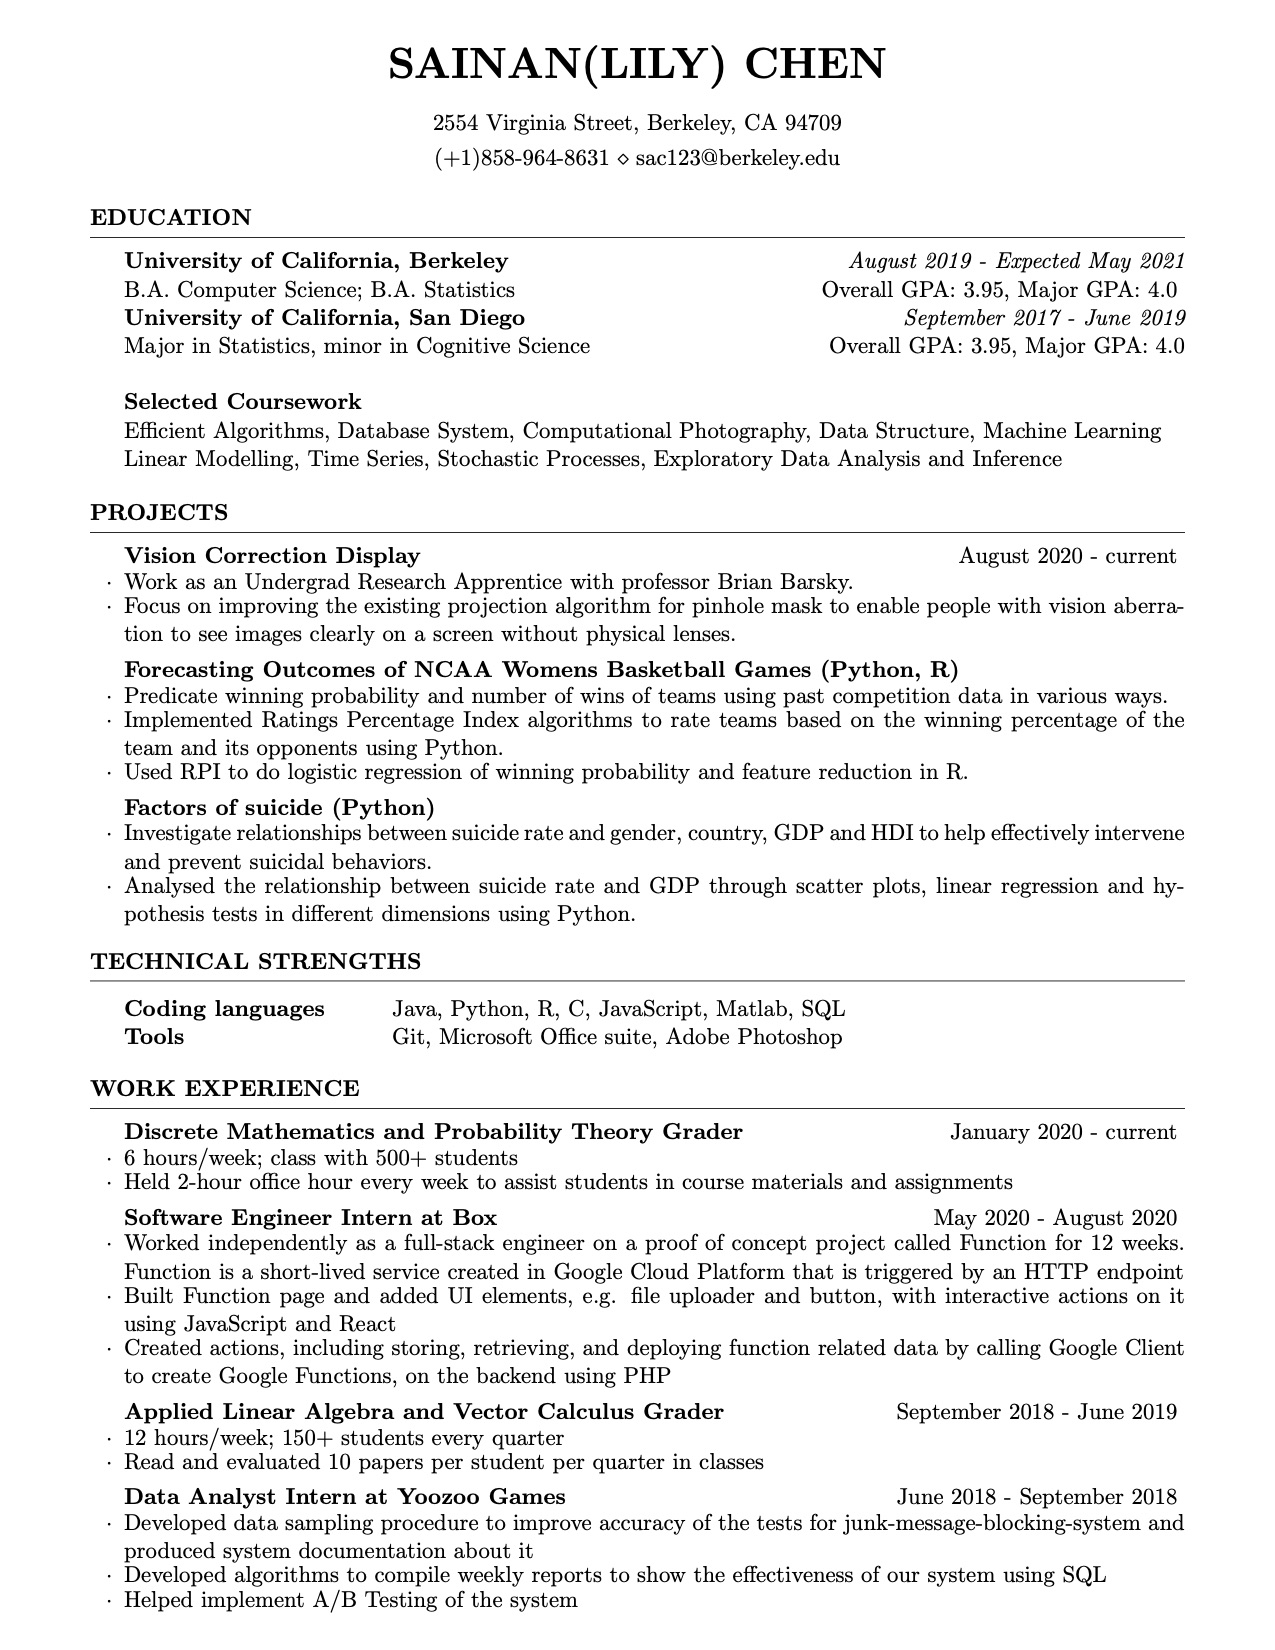 SAINAN(LILY) CHEN
2554 Virginia Street, Berkeley, CA 94709
(+1)858-964-8631 ⋄ sac123@berkeley.edu
EDUCATION
University of California, Berkeley August 2019 - Expected May 2021
B.A. Computer Science; B.A. Statistics Overall GPA: 3.95, Major GPA: 4.0
University of California, San Diego September 2017 - June 2019
Major in Statistics, minor in Cognitive Science Overall GPA: 3.95, Major GPA: 4.0
Selected Coursework
Efficient Algorithms, Database System, Computational Photography, Data Structure, Machine Learning
Linear Modelling, Time Series, Stochastic Processes, Exploratory Data Analysis and Inference
PROJECTS
Vision Correction Display August 2020 - current
· Work as an Undergrad Research Apprentice with professor Brian Barsky.
· Focus on improving the existing projection algorithm for pinhole mask to enable people with vision aberra-
tion to see images clearly on a screen without physical lenses.
Forecasting Outcomes of NCAA Womens Basketball Games (Python, R)
· Predicate winning probability and number of wins of teams using past competition data in various ways.
· Implemented Ratings Percentage Index algorithms to rate teams based on the winning percentage of the
team and its opponents using Python.
· Used RPI to do logistic regression of winning probability and feature reduction in R.
Factors of suicide (Python)
· Investigate relationships between suicide rate and gender, country, GDP and HDI to help effectively intervene
and prevent suicidal behaviors.
· Analysed the relationship between suicide rate and GDP through scatter plots, linear regression and hy-
pothesis tests in different dimensions using Python.
TECHNICAL STRENGTHS
Coding languages Java, Python, R, C, JavaScript, Matlab, SQL
Tools Git, Microsoft Office suite, Adobe Photoshop
WORK EXPERIENCE
Discrete Mathematics and Probability Theory Grader January 2020 - current
· 6 hours/week; class with 500+ students
· Held 2-hour office hour every week to assist students in course materials and assignments
Software Engineer Intern at Box May 2020 - August 2020
· Worked independently as a full-stack engineer on a proof of concept project called Function for 12 weeks.
Function is a short-lived service created in Google Cloud Platform that is triggered by an HTTP endpoint
· Built Function page and added UI elements, e.g. file uploader and button, with interactive actions on it
using JavaScript and React
· Created actions, including storing, retrieving, and deploying function related data by calling Google Client
to create Google Functions, on the backend using PHP
Applied Linear Algebra and Vector Calculus Grader September 2018 - June 2019
· 12 hours/week; 150+ students every quarter
· Read and evaluated 10 papers per student per quarter in classes
Data Analyst Intern at Yoozoo Games June 2018 - September 2018
· Developed data sampling procedure to improve accuracy of the tests for junk-message-blocking-system and
produced system documentation about it
· Developed algorithms to compile weekly reports to show the effectiveness of our system using SQL
· Helped implement A/B Testing of the system